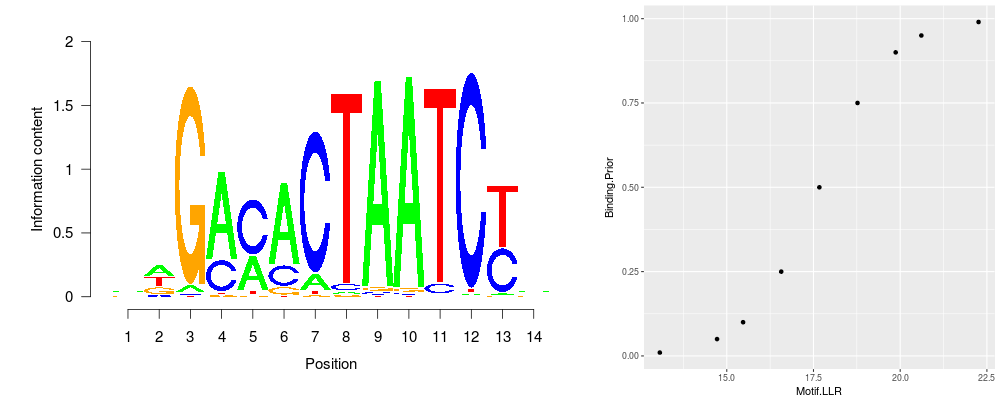 2
1.5
1
0.5
0
Information content
GACACTAATCT
ATCAACC
1 2 3 4 5 6 7 8 9 10 11 12 13 14
Position
1.00
0.75
0.50
0.25
0.00
Binding.Prior
15.0 17.5 20.0 22.5
Motif.LLR